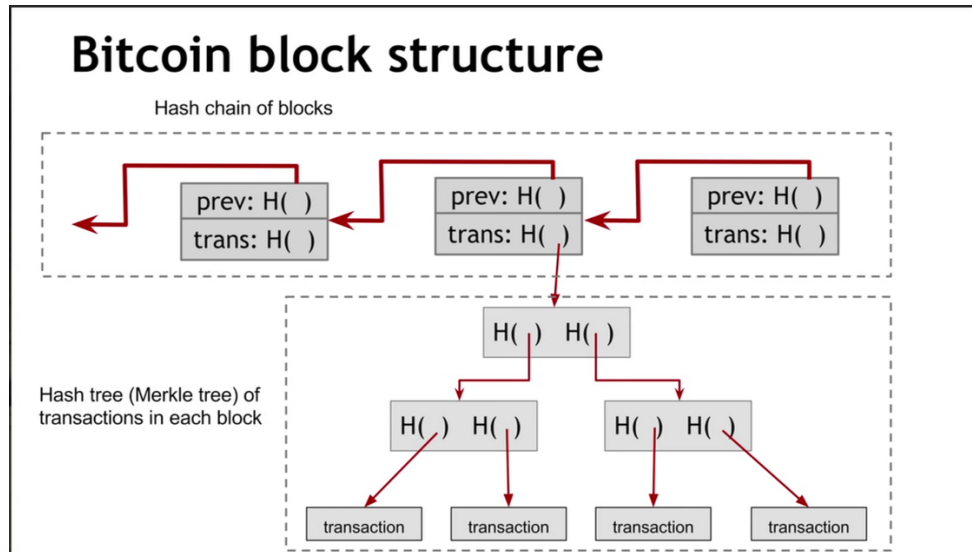 Bitcoin block structure
Hash chain of blocks
prev: H( ) prev: H( ) prev: H( )
trans: H( ) trans: H( ) trans: H( )
H( ) H( )
Hash tree (Merkle tree) of
transactions in each block
H( ) H( ) H( ) H( )
transaction transaction transaction transaction